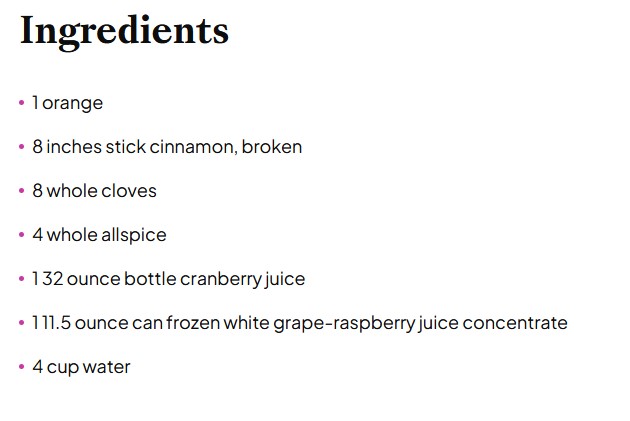 Ingredients
• 1 orange
• 8 inches stick cinnamon, broken
• 8 whole cloves
• 4 whole allspice
• 1 32 ounce bottle cranberry juice
• 1 11.5 ounce can frozen white grape-raspberry juice concentrate
• 4 cup water